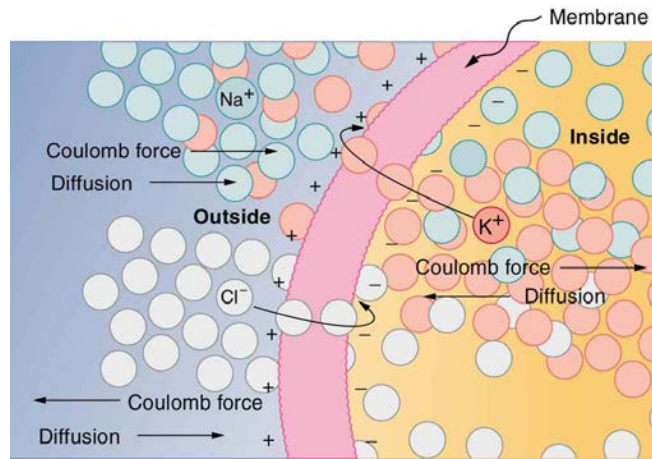 Membrane
Na+
Inside
Coulomb force
Diffusion
Outside
K+
Coulomb force
Cl−
Diffusion
Coulomb force
Diffusion